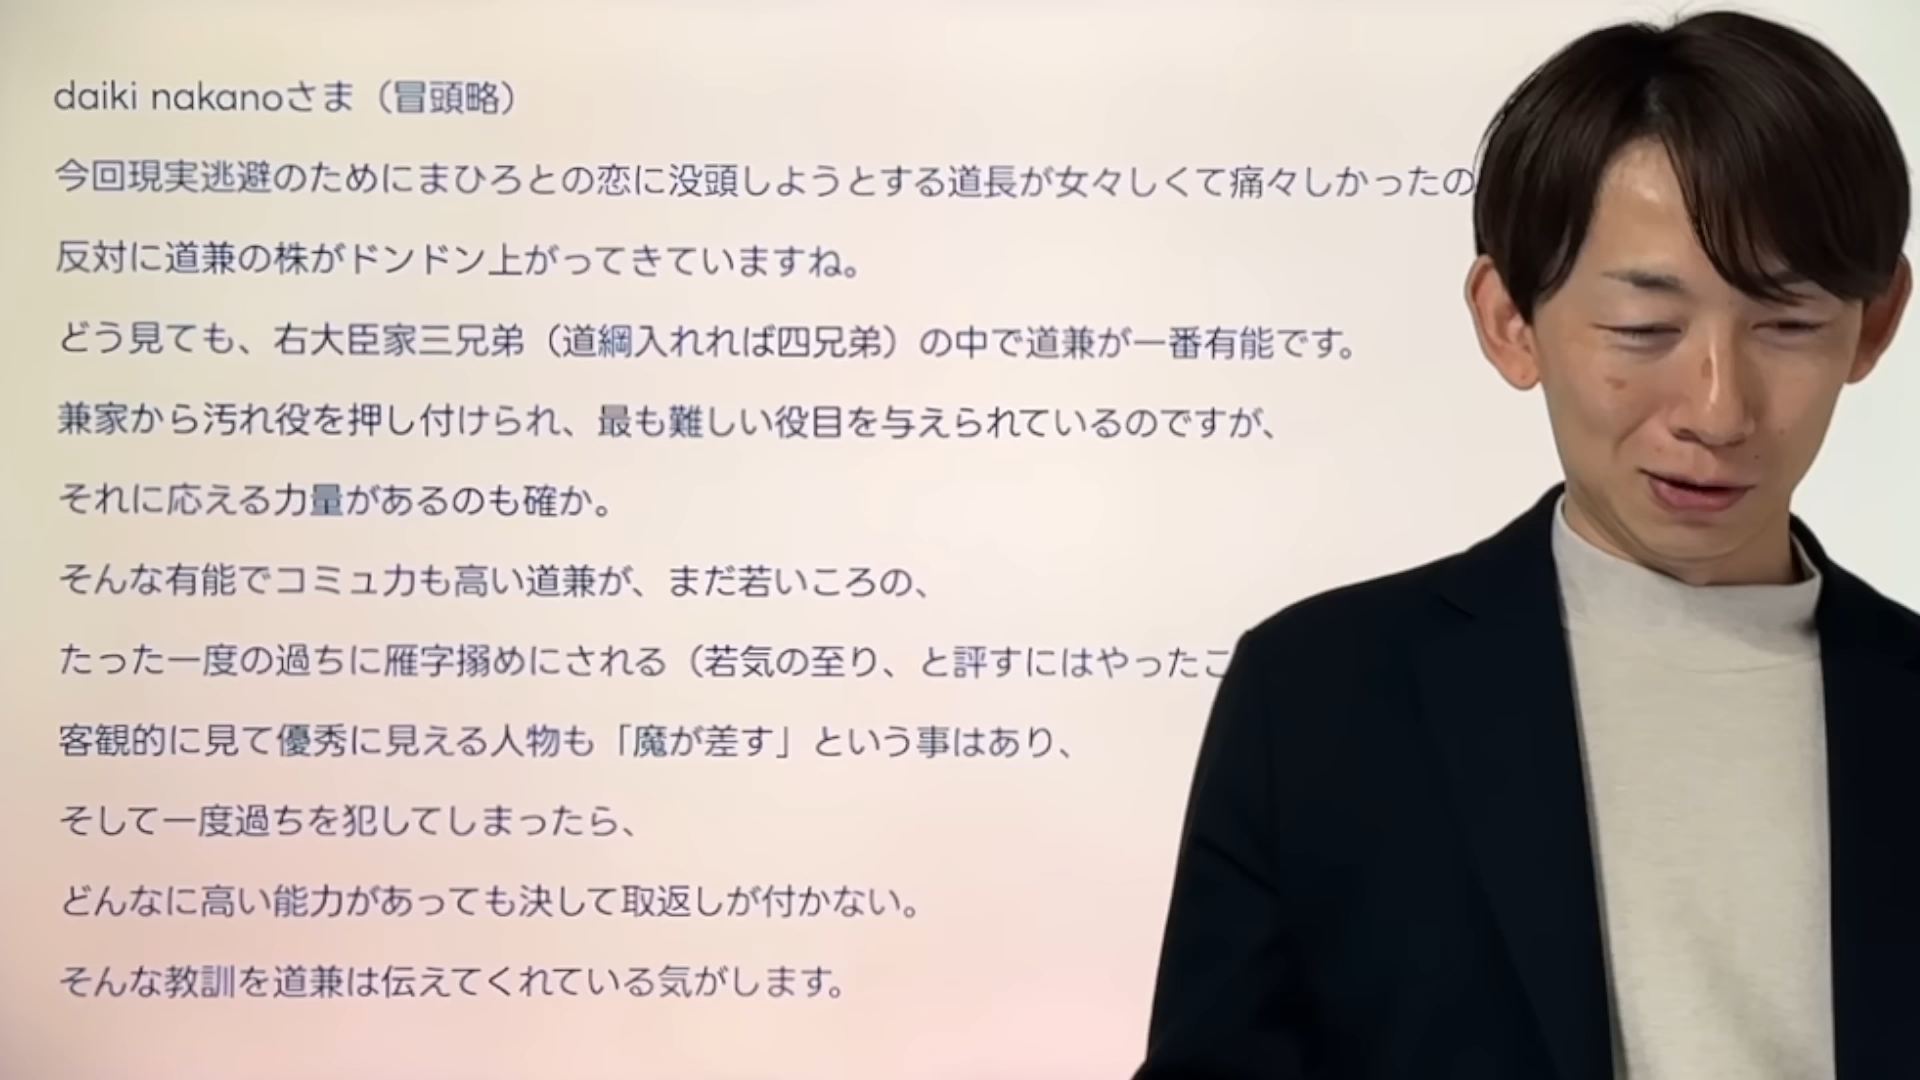 daiki nakanoさま（冒頭略）
今回現実逃避のためにまひろとの恋に没頭しようとする道長が女々しくて痛々しかったの
反対に道兼の株がドンドン上がってきていますね。
どう見ても、右大臣家三兄弟（道綱入れれば四兄弟）の中で道兼が一番有能です。
兼家から汚れ役を押し付けられ、最も難しい役目を与えられているのですが、
それに応える力量があるのも確か。
そんな有能でコミュ力も高い道兼が、まだ若いころの、
たった一度の過ちに雁字搦めにされる（若気の至り、と評すにはやったこ
客観的に見て優秀に見える人物も「魔が差す」という事はあり、
そして一度過ちを犯してしまったら、
どんなに高い能力があっても決して取返しが付かない。
そんな教訓を道兼は伝えてくれている気がします。